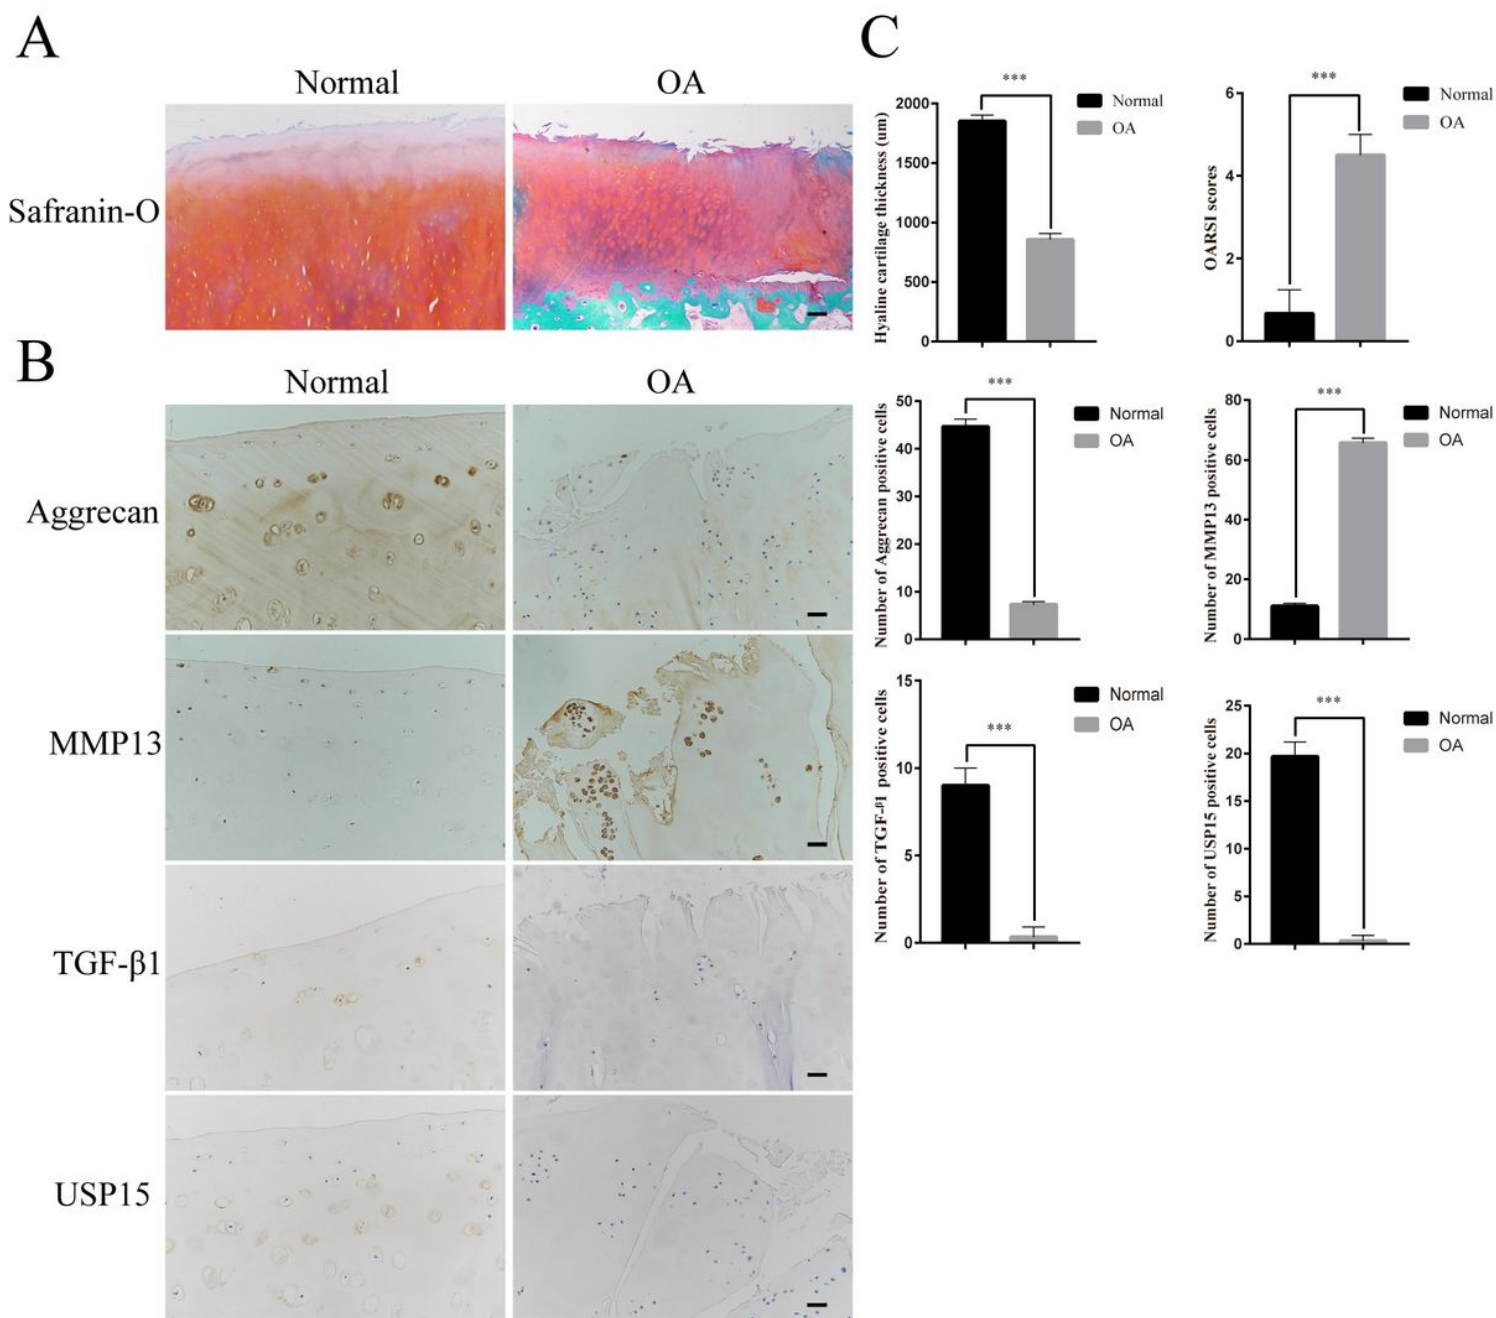 A
Normal
OA
Safranin-O
B
Normal
OA
Aggrecan
MMP13
TGF-β1
USP15
C
Hyaline cartilage thickness (um)
2000
1500
1000
500
0
***
Normal
OA
OARSI scores
6
4
2
0
***
Normal
OA
Number of Aggrecan positive cells
50
40
30
20
10
0
***
Normal
OA
Number of MMP13 positive cells
80
60
40
20
0
***
Normal
OA
Number of TGF-β1 positive cells
15
10
5
0
***
Normal
OA
Number of USP15 positive cells
25
20
15
10
5
0
***
Normal
OA